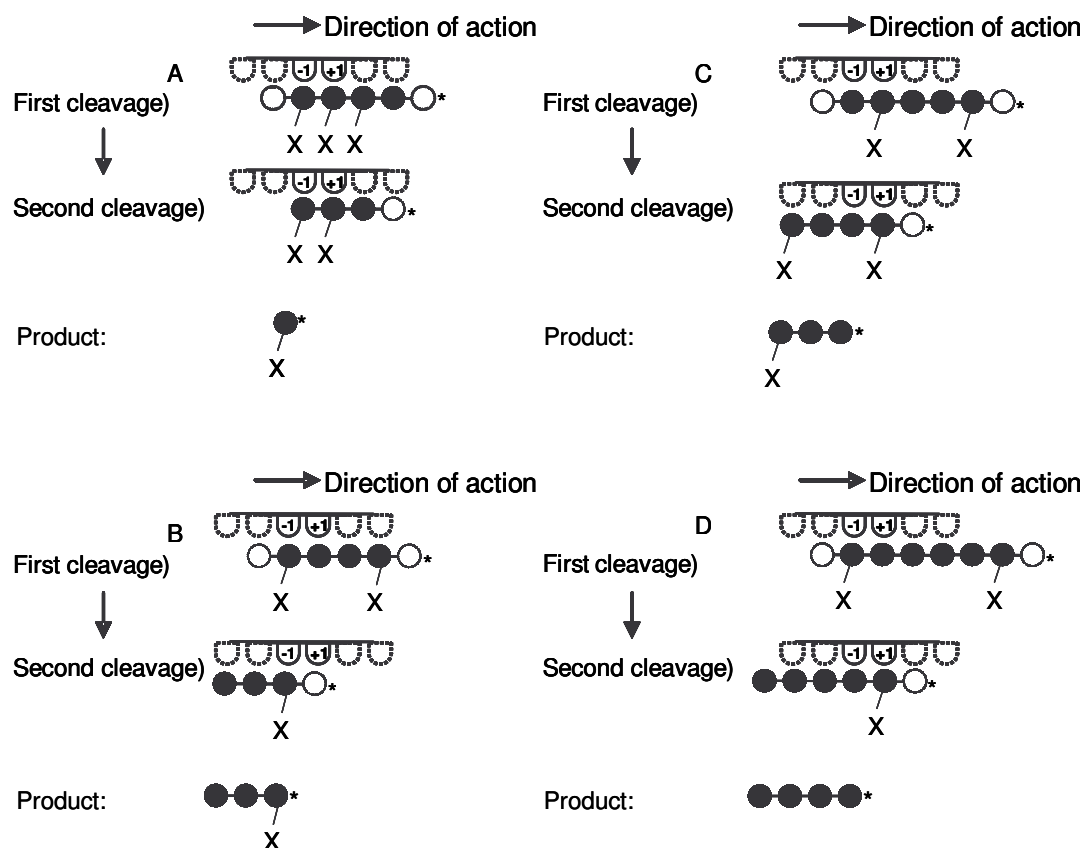 Direction of action
A
-1 +1
First cleavage)
*
X X X
-1 +1
Second cleavage)
*
X X
Product:
*
X
Direction of action
C
-1 +1
First cleavage)
*
X X
-1 +1
Second cleavage)
*
X X
Product:
*
X
Direction of action
B
-1 +1
First cleavage)
*
X X
-1 +1
Second cleavage)
*
X
Product:
*
X
Direction of action
D
-1 +1
First cleavage)
*
X X
-1 +1
Second cleavage)
*
X
Product:
*